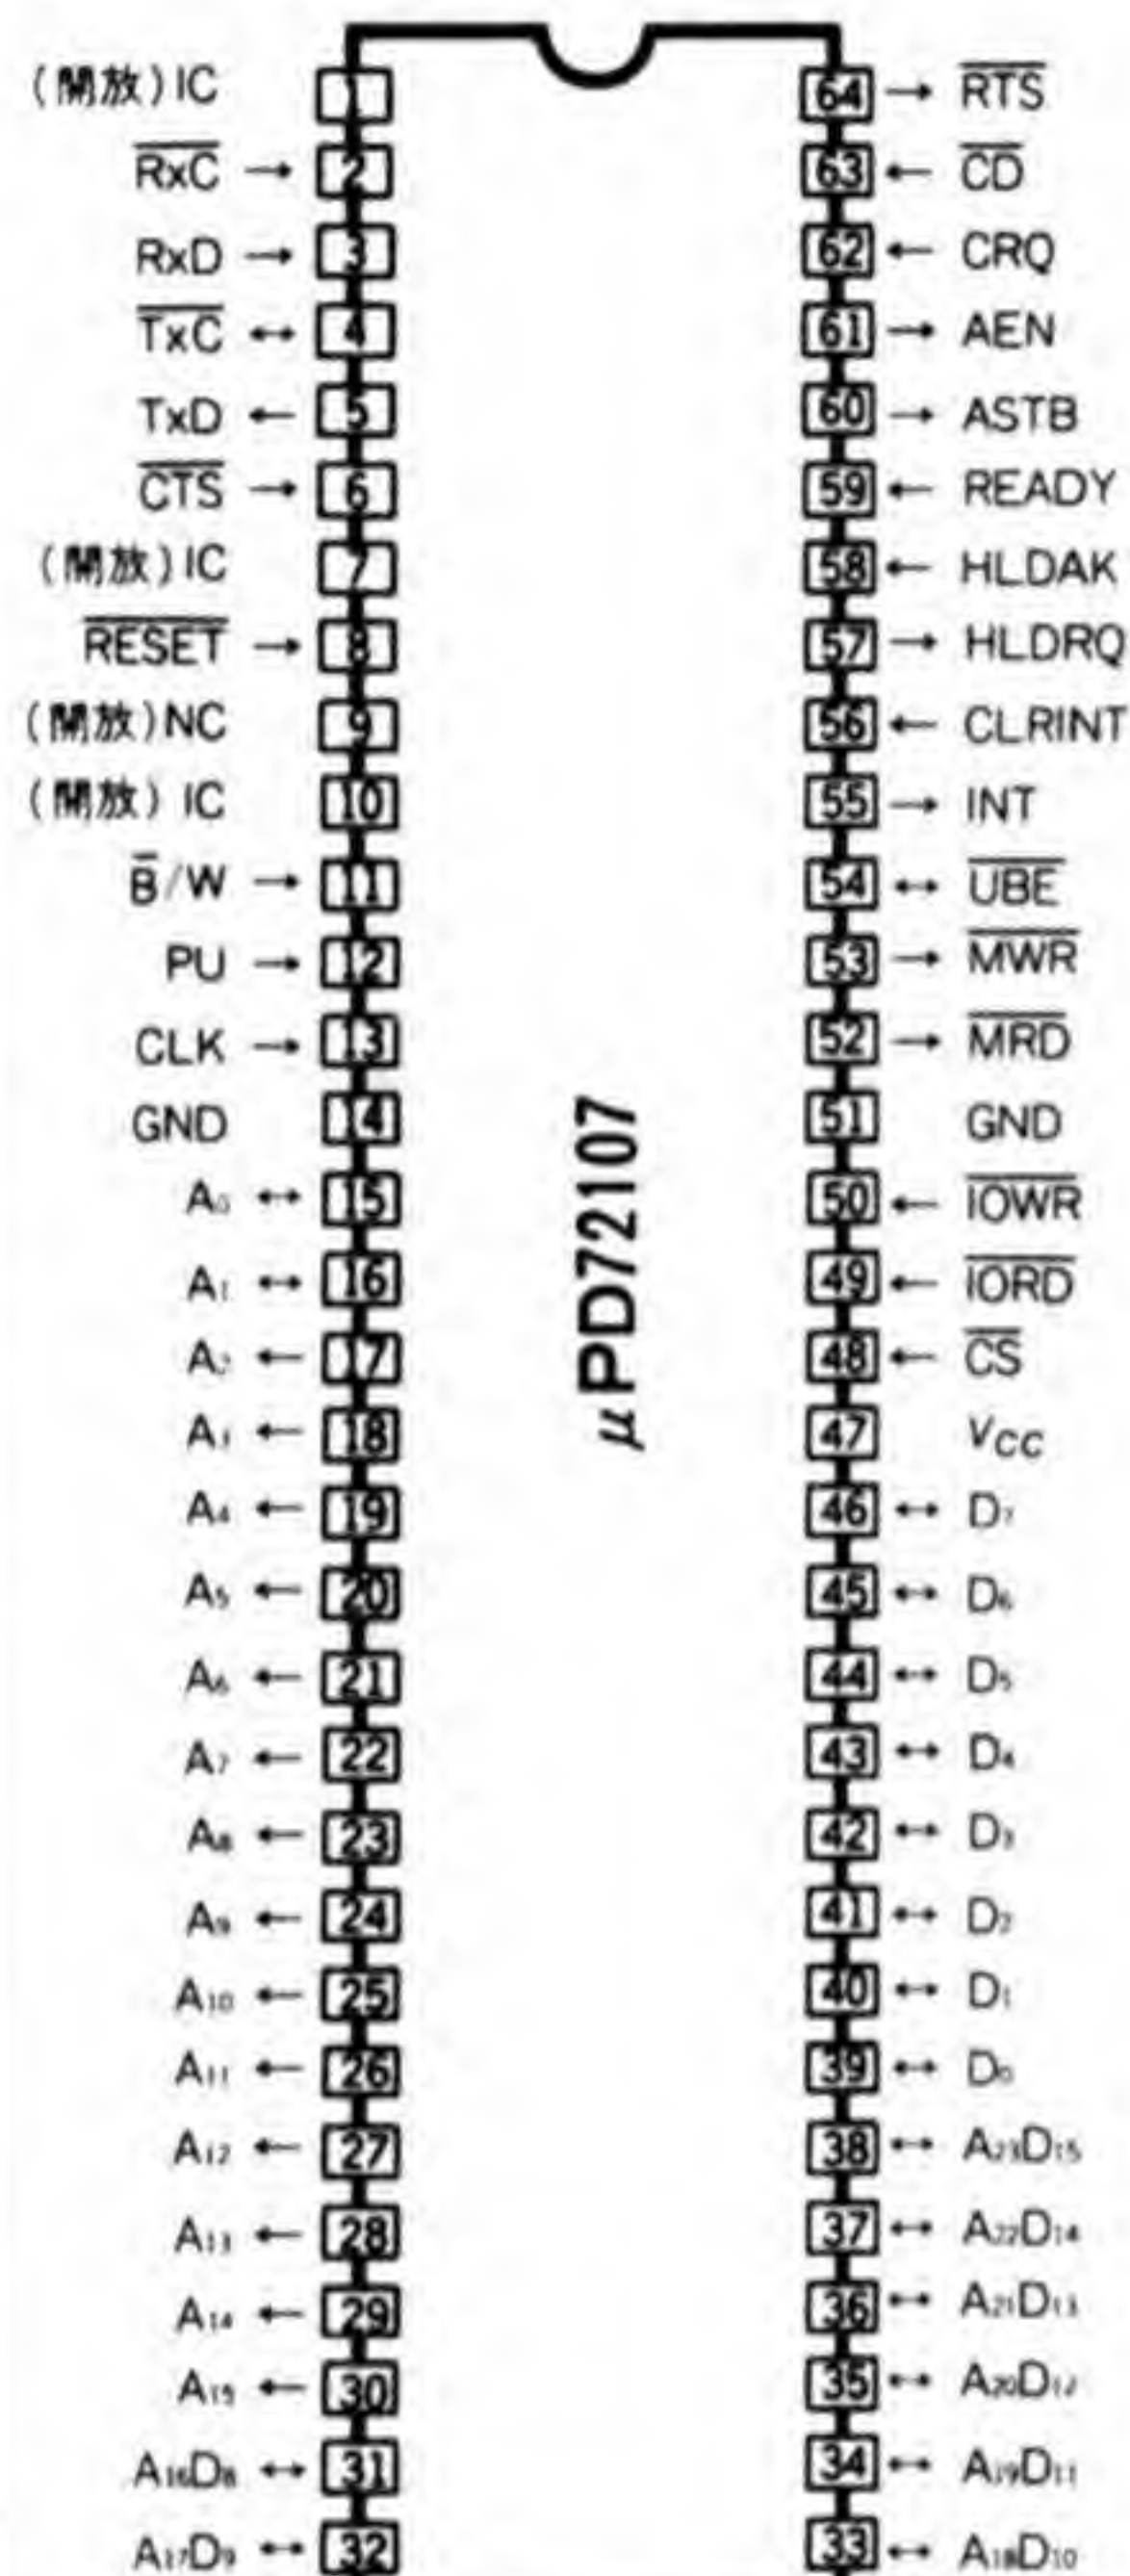 (開放) IC 1 64 RTS
RxC 2 63 CD
RxD 3 62 CRQ
TxC 4 61 AEN
TxD 5 60 ASTB
CTS 6 59 READY
(開放) IC 7 58 HLDAK
RESET 8 57 HLDRQ
(開放) NC 9 56 CLRINT
(開放) IC 10 55 INT
B/W 11 54 UBE
PU 12 53 MWR
CLK 13 52 MRD
GND 14 51 GND
A0 15 50 IOWR
A1 16 49 IORD
A2 17 48 CS
A3 18 47 VCC
A4 19 46 D7
A5 20 45 D6
A6 21 44 D5
A7 22 43 D4
A8 23 42 D3
A9 24 41 D2
A10 25 40 D1
A11 26 39 D0
A12 27 38 A23D15
A13 28 37 A22D14
A14 29 36 A21D13
A15 30 35 A20D12
A16D8 31 34 A19D11
A17D9 32 33 A18D10
μPD72107